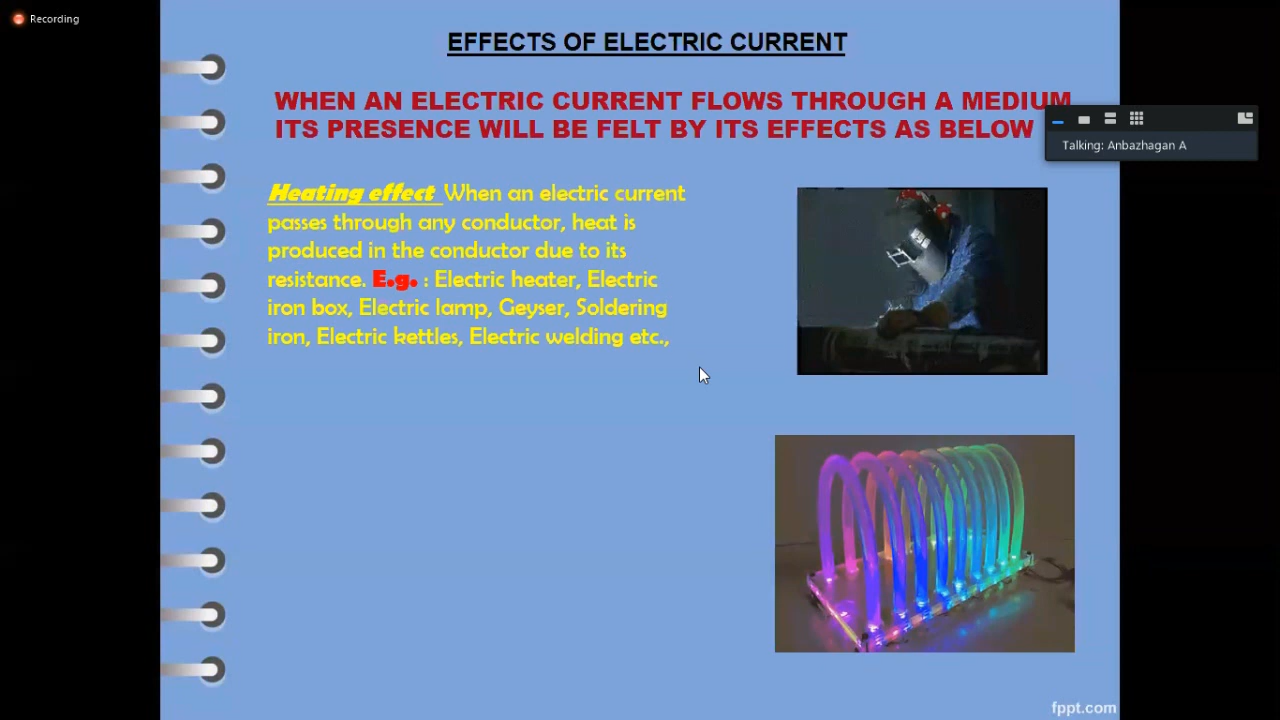 Recording
EFFECTS OF ELECTRIC CURRENT
WHEN AN ELECTRIC CURRENT FLOWS THROUGH A MEDIUM
ITS PRESENCE WILL BE FELT BY ITS EFFECTS AS BELOW
Talking: Anbazhagan A
Heating effect When an electric current
passes through any conductor, heat is
produced in the conductor due to its
resistance. E.g. : Electric heater, Electric
iron box, Electric lamp, Geyser, Soldering
iron, Electric kettles, Electric welding etc.,
fppt.com